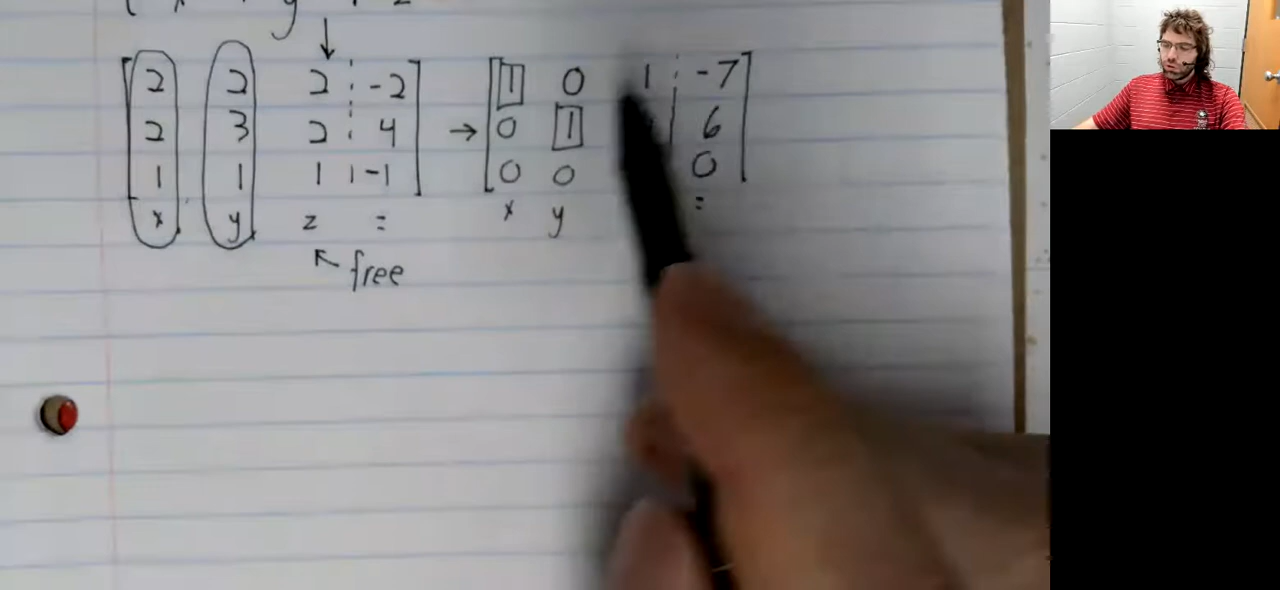 x y z
2 2 2 -2 1 0 1 -7
2 3 2 4 → 0 1 6
1 1 1 -1 0 0 0
x y z = x y =
free